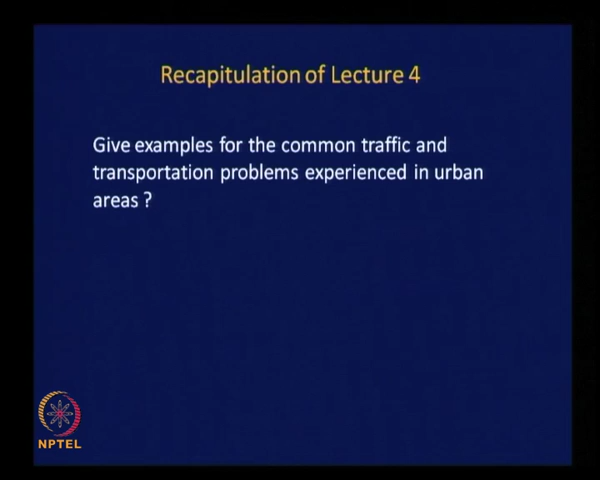 Recapitulation of Lecture 4
Give examples for the common traffic and
transportation problems experienced in urban
areas ?
NPTEL